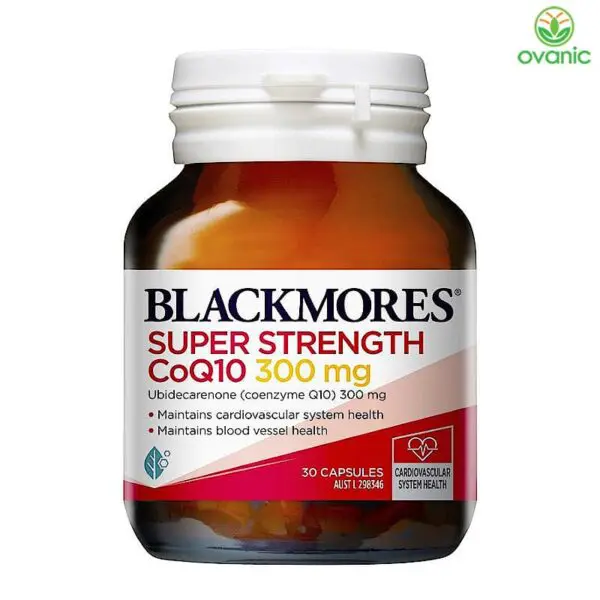 ovanic
BLACKMORES®
SUPER STRENGTH
CoQ10 300 mg
Ubidecarenone (coenzyme Q10) 300 mg
• Maintains cardiovascular system health
• Maintains blood vessel health
30 CAPSULES
AUST L 298346
CARDIOVASCULAR
SYSTEM HEALTH